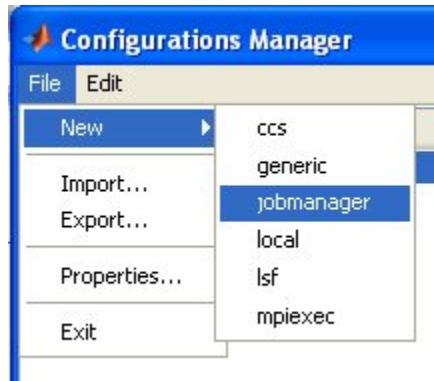 Configurations Manager
File Edit
New
Import...
Export...
Properties...
Exit
ccs
generic
jobmanager
local
lsf
mpiexec